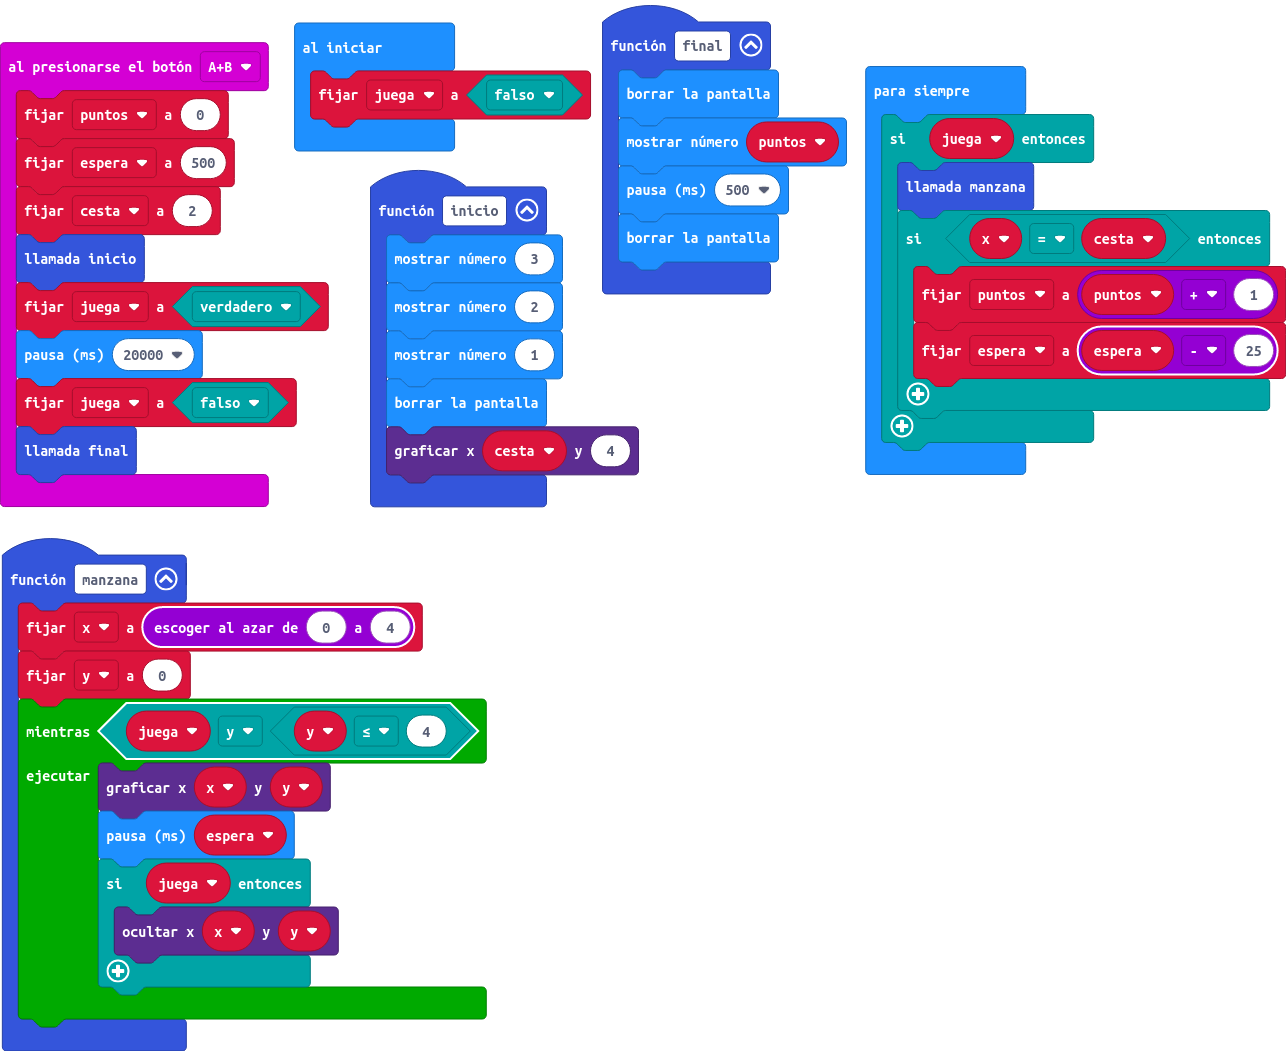 al presionarse el botón A+B
fijar puntos a 0
fijar espera a 500
fijar cesta a 2
llamada inicio
fijar juega a verdadero
pausa (ms) 20000
fijar juega a falso
llamada final
al iniciar
fijar juega a falso
función inicio
mostrar número 3
mostrar número 2
mostrar número 1
borrar la pantalla
graficar x cesta y 4
función final
borrar la pantalla
mostrar número puntos
pausa (ms) 500
borrar la pantalla
para siempre
si juega entonces
llamada manzana
si x = cesta entonces
fijar puntos a puntos + 1
fijar espera a espera - 25
función manzana
fijar x a escoger al azar de 0 a 4
fijar y a 0
mientras juega y y ≤ 4
ejecutar
graficar x x y y
pausa (ms) espera
si juega entonces
ocultar x x y y